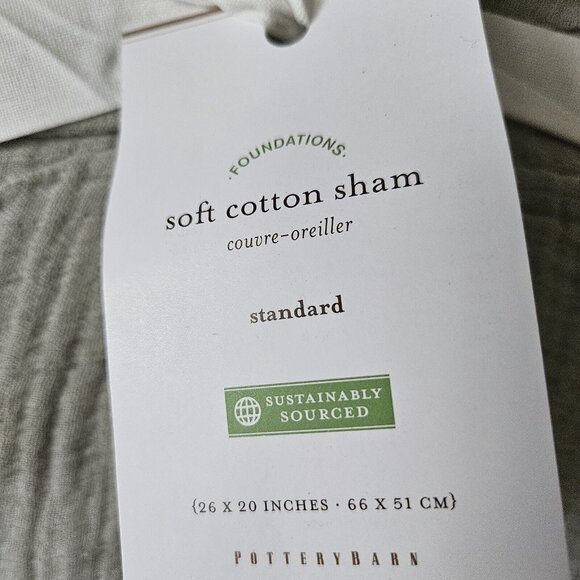 ·FOUNDATIONS·
soft cotton sham
couvre-oreiller
standard
SUSTAINABLY
SOURCED
{26 X 20 INCHES · 66 X 51 CM}
POTTERYBARN